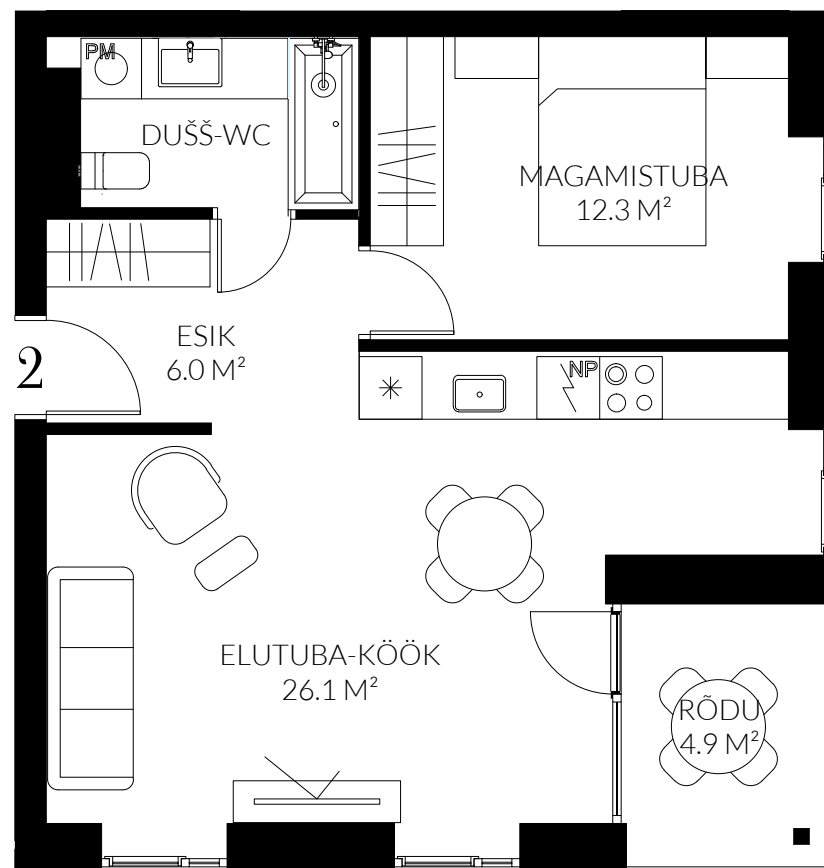 PM
DUŠŠ-WC
MAGAMISTUBA
12.3 M²
ESIK
6.0 M²
2
NP
ELUTUBA-KÖÖK
26.1 M²
RÕDU
4.9 M²